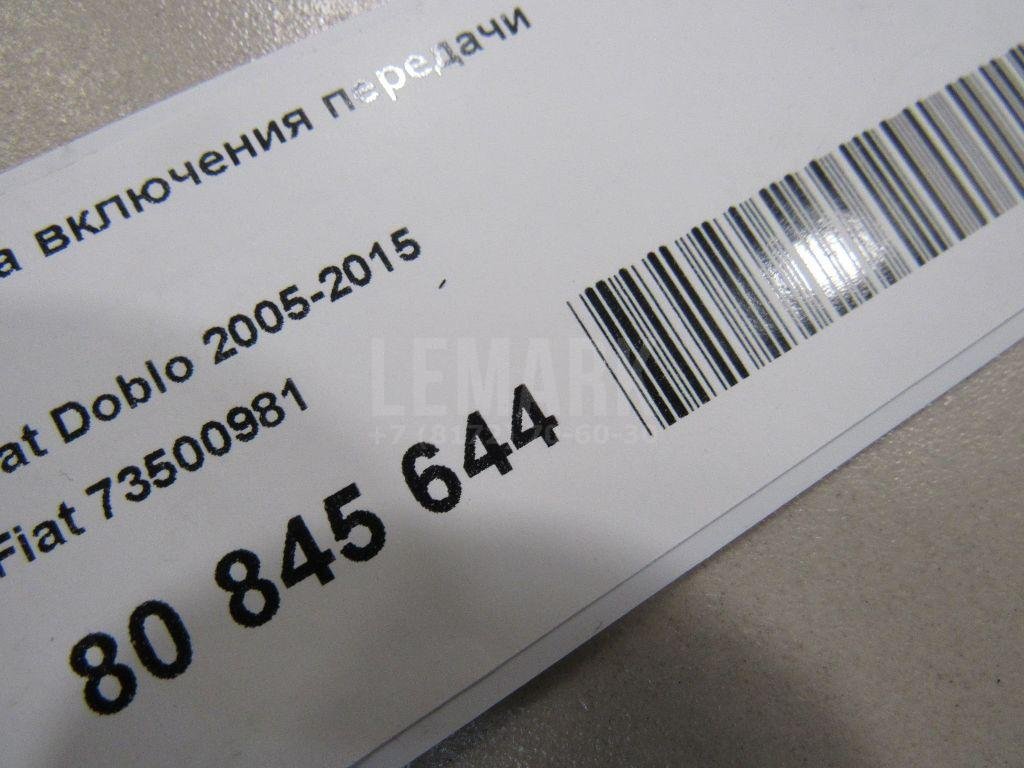 а включения передачи
at Doblo 2005-2015
Fiat 73500981
80 845 644
LEMARK